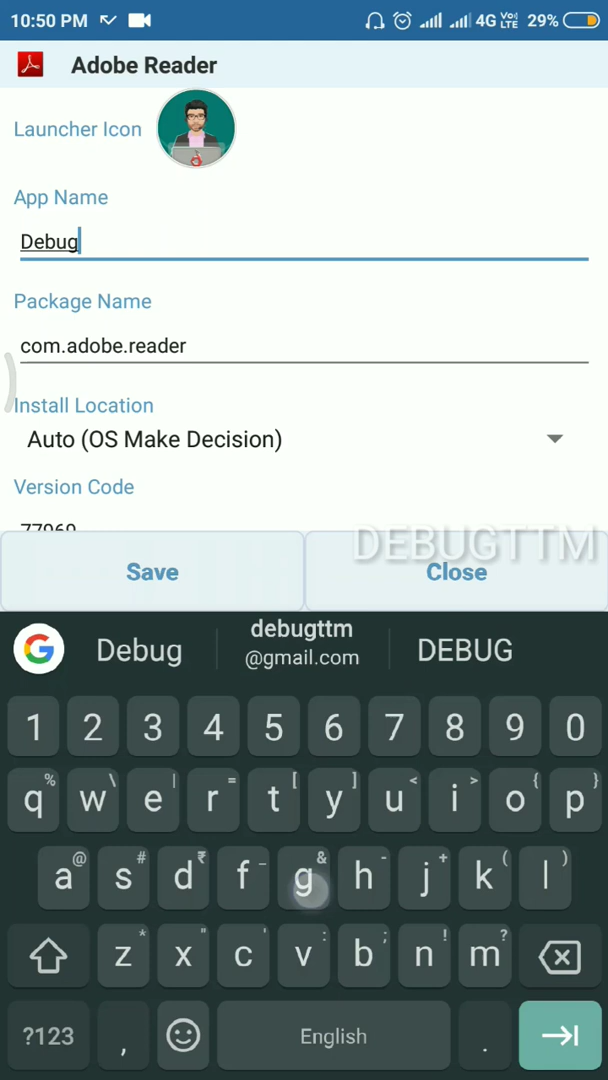 10:50 PM 4G VoLTE 29%
Adobe Reader
Launcher Icon
App Name
Debug
Package Name
com.adobe.reader
Install Location
Auto (OS Make Decision)
Version Code
77969
DEBUGTTM
Save Close
Debug debugttm @gmail.com DEBUG
1 2 3 4 5 6 7 8 9 0
% \ | = [ ] < > { }
q w e r t y u i o p
@ # ₹ _ & - + ( )
a s d f g h j k l
* " ' : ; ! ?
z x c v b n m
?123 , English .